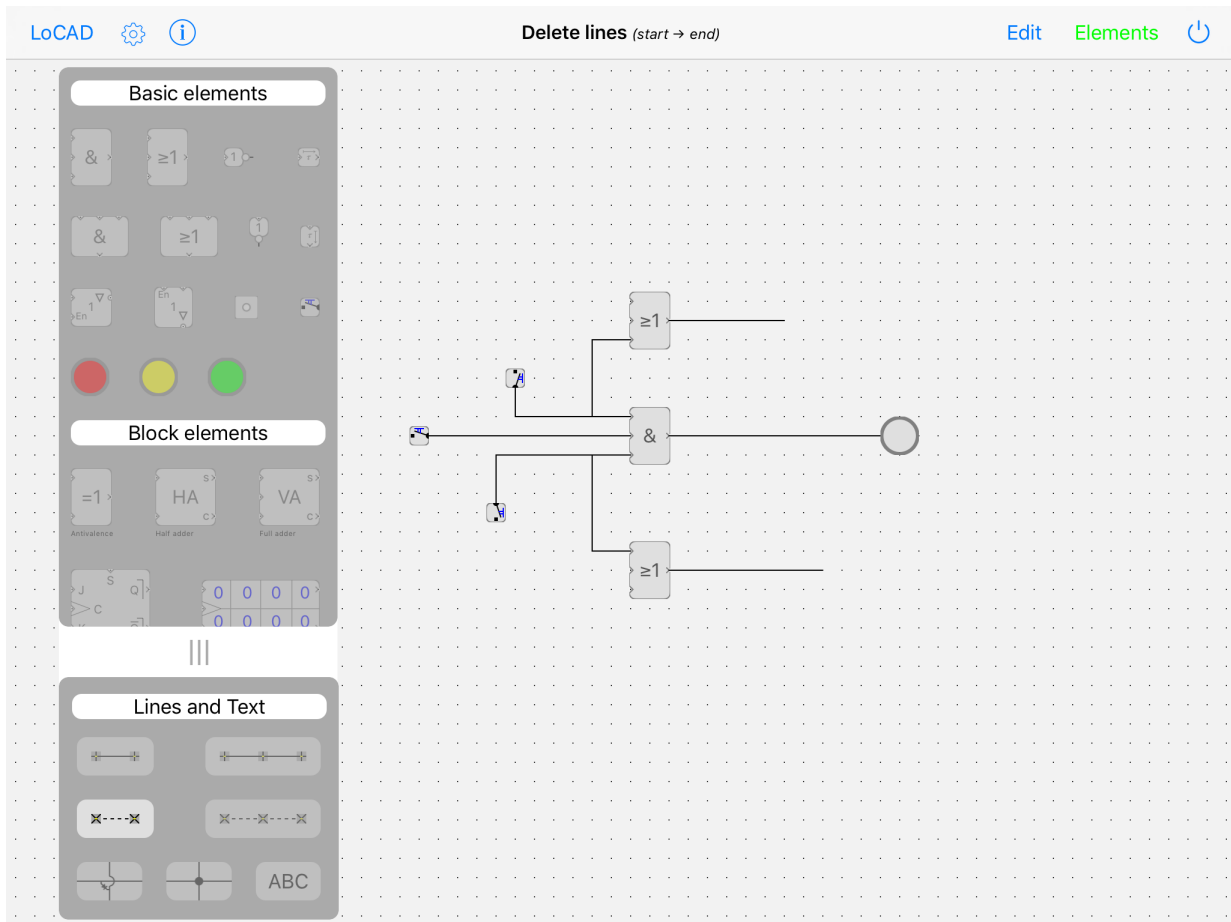 LoCAD
i
Delete lines (start → end)
Edit
Elements
Basic elements
& ≥1 1 r
& ≥1 1 r
1 ▽ En
En 1 ▽
Block elements
=1 HA S C VA S C
Antivalence Half adder Full adder
J S Q C
0 0 0 0
0 0 0 0
Lines and Text
ABC
≥1
&
≥1